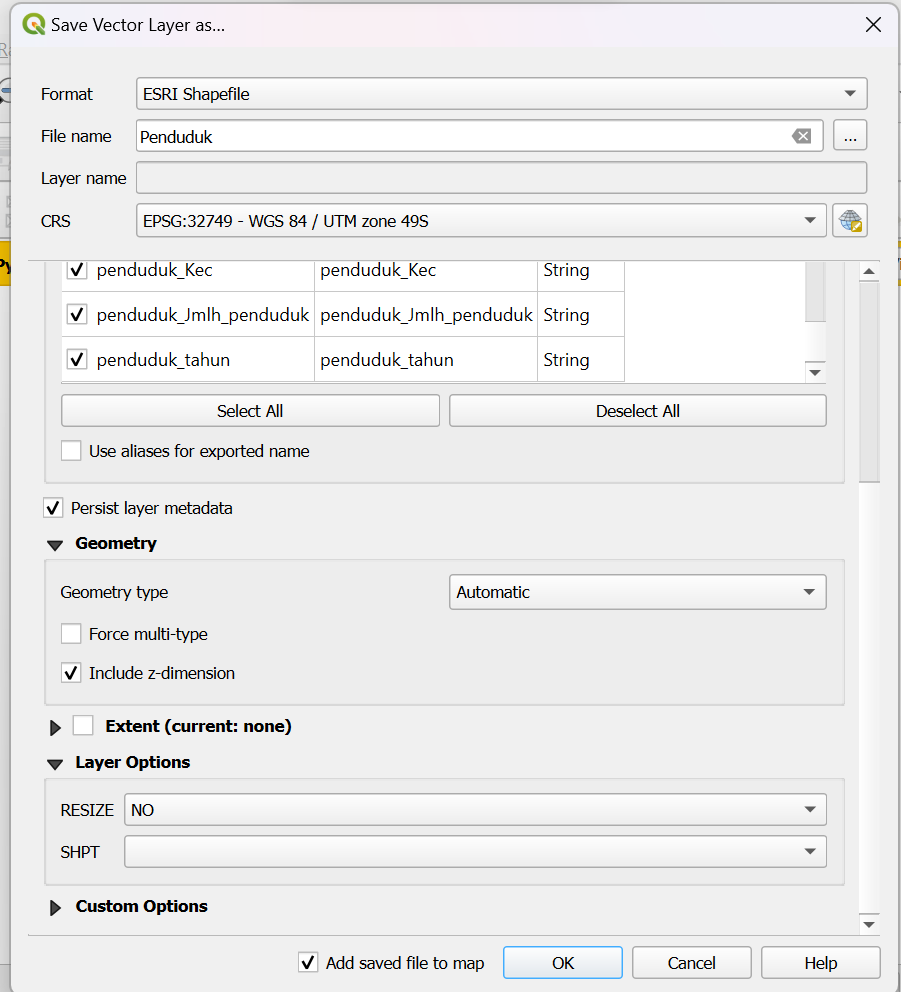 Save Vector Layer as...
Format ESRI Shapefile
File name Penduduk ...
Layer name
CRS EPSG:32749 - WGS 84 / UTM zone 49S
penduduk_Kec penduduk_Kec String
penduduk_Jmlh_penduduk penduduk_Jmlh_penduduk String
penduduk_tahun penduduk_tahun String
Select All Deselect All
Use aliases for exported name
Persist layer metadata
Geometry
Geometry type Automatic
Force multi-type
Include z-dimension
Extent (current: none)
Layer Options
RESIZE NO
SHPT
Custom Options
Add saved file to map OK Cancel Help